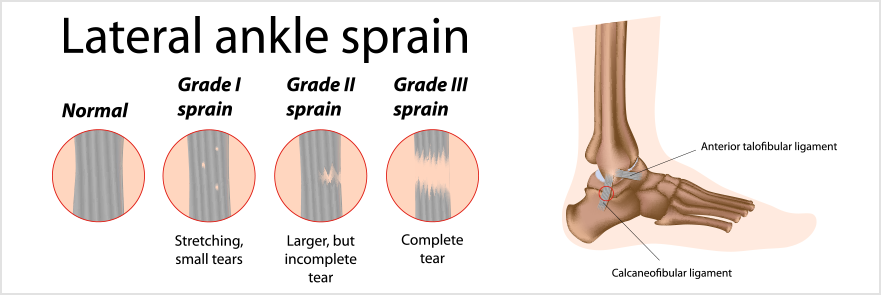 Lateral ankle sprain
Normal
Grade I
sprain
Grade II
sprain
Grade III
sprain
Stretching,
small tears
Larger, but
incomplete
tear
Complete
tear
Anterior talofibular ligament
Calcaneofibular ligament